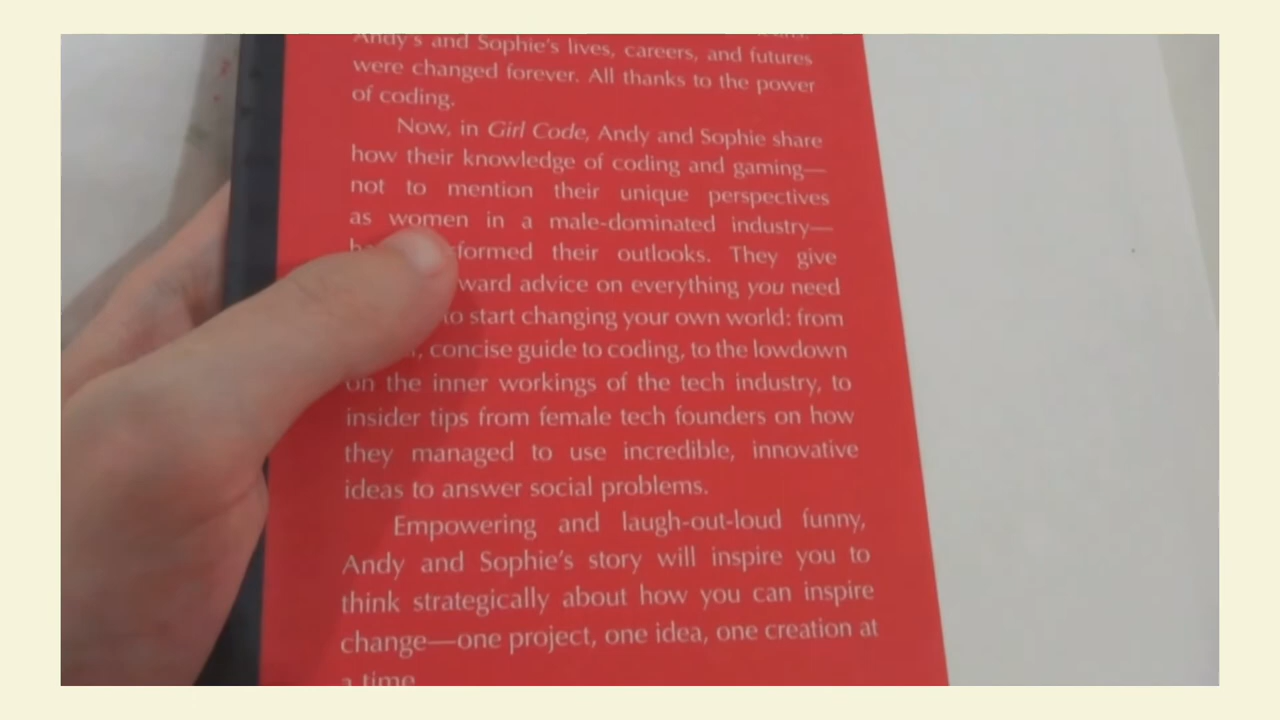 Andy's and Sophie's lives, careers, and futures
were changed forever. All thanks to the power
of coding.
Now, in Girl Code, Andy and Sophie share
how their knowledge of coding and gaming—
not to mention their unique perspectives
as women in a male-dominated industry—
formed their outlooks. They give
ward advice on everything you need
to start changing your own world: from
, concise guide to coding, to the lowdown
on the inner workings of the tech industry, to
insider tips from female tech founders on how
they managed to use incredible, innovative
ideas to answer social problems.
Empowering and laugh-out-loud funny,
Andy and Sophie's story will inspire you to
think strategically about how you can inspire
change—one project, one idea, one creation at
a time